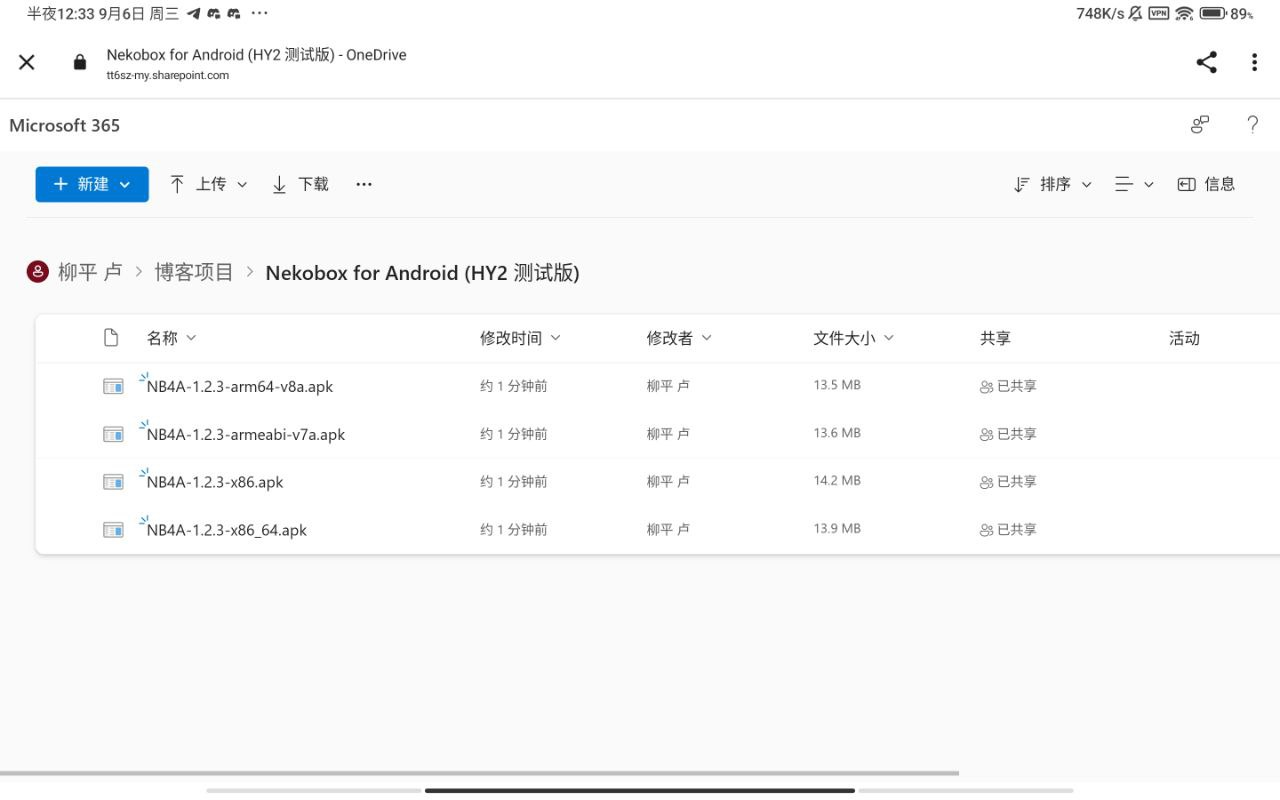 半夜12:33 9月6日 周三 ··· 748K/s VPN 89%
Nekobox for Android (HY2 测试版) - OneDrive
tt6sz-my.sharepoint.com
Microsoft 365
新建 上传 下载 ··· 排序 信息
柳平 卢 > 博客项目 > Nekobox for Android (HY2 测试版)
名称 修改时间 修改者 文件大小 共享 活动
NB4A-1.2.3-arm64-v8a.apk 约 1 分钟前 柳平 卢 13.5 MB 已共享
NB4A-1.2.3-armeabi-v7a.apk 约 1 分钟前 柳平 卢 13.6 MB 已共享
NB4A-1.2.3-x86.apk 约 1 分钟前 柳平 卢 14.2 MB 已共享
NB4A-1.2.3-x86_64.apk 约 1 分钟前 柳平 卢 13.9 MB 已共享